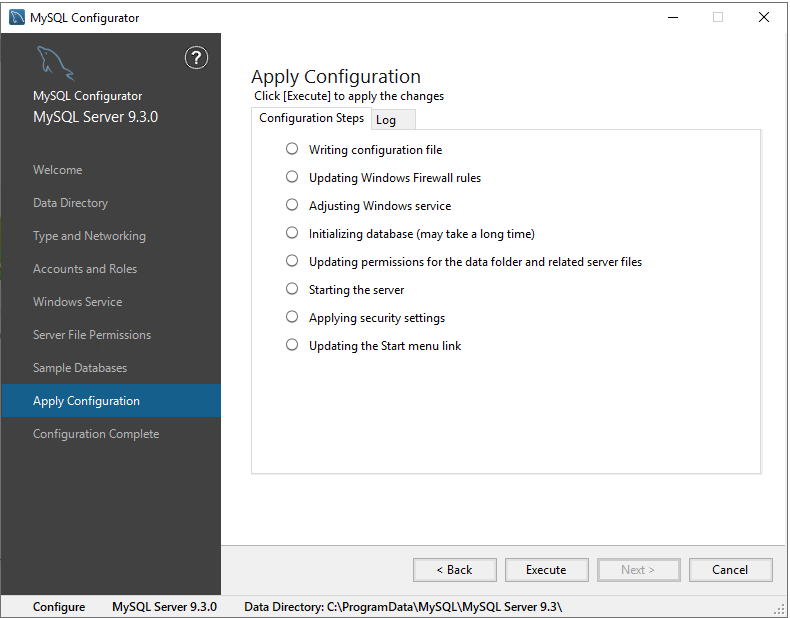 MySQL Configurator
?
MySQL Configurator
MySQL Server 9.3.0
Welcome
Data Directory
Type and Networking
Accounts and Roles
Windows Service
Server File Permissions
Sample Databases
Apply Configuration
Configuration Complete
Apply Configuration
Click [Execute] to apply the changes
Configuration Steps Log
Writing configuration file
Updating Windows Firewall rules
Adjusting Windows service
Initializing database (may take a long time)
Updating permissions for the data folder and related server files
Starting the server
Applying security settings
Updating the Start menu link
< Back Execute Next > Cancel
Configure MySQL Server 9.3.0 Data Directory: C:\ProgramData\MySQL\MySQL Server 9.3\